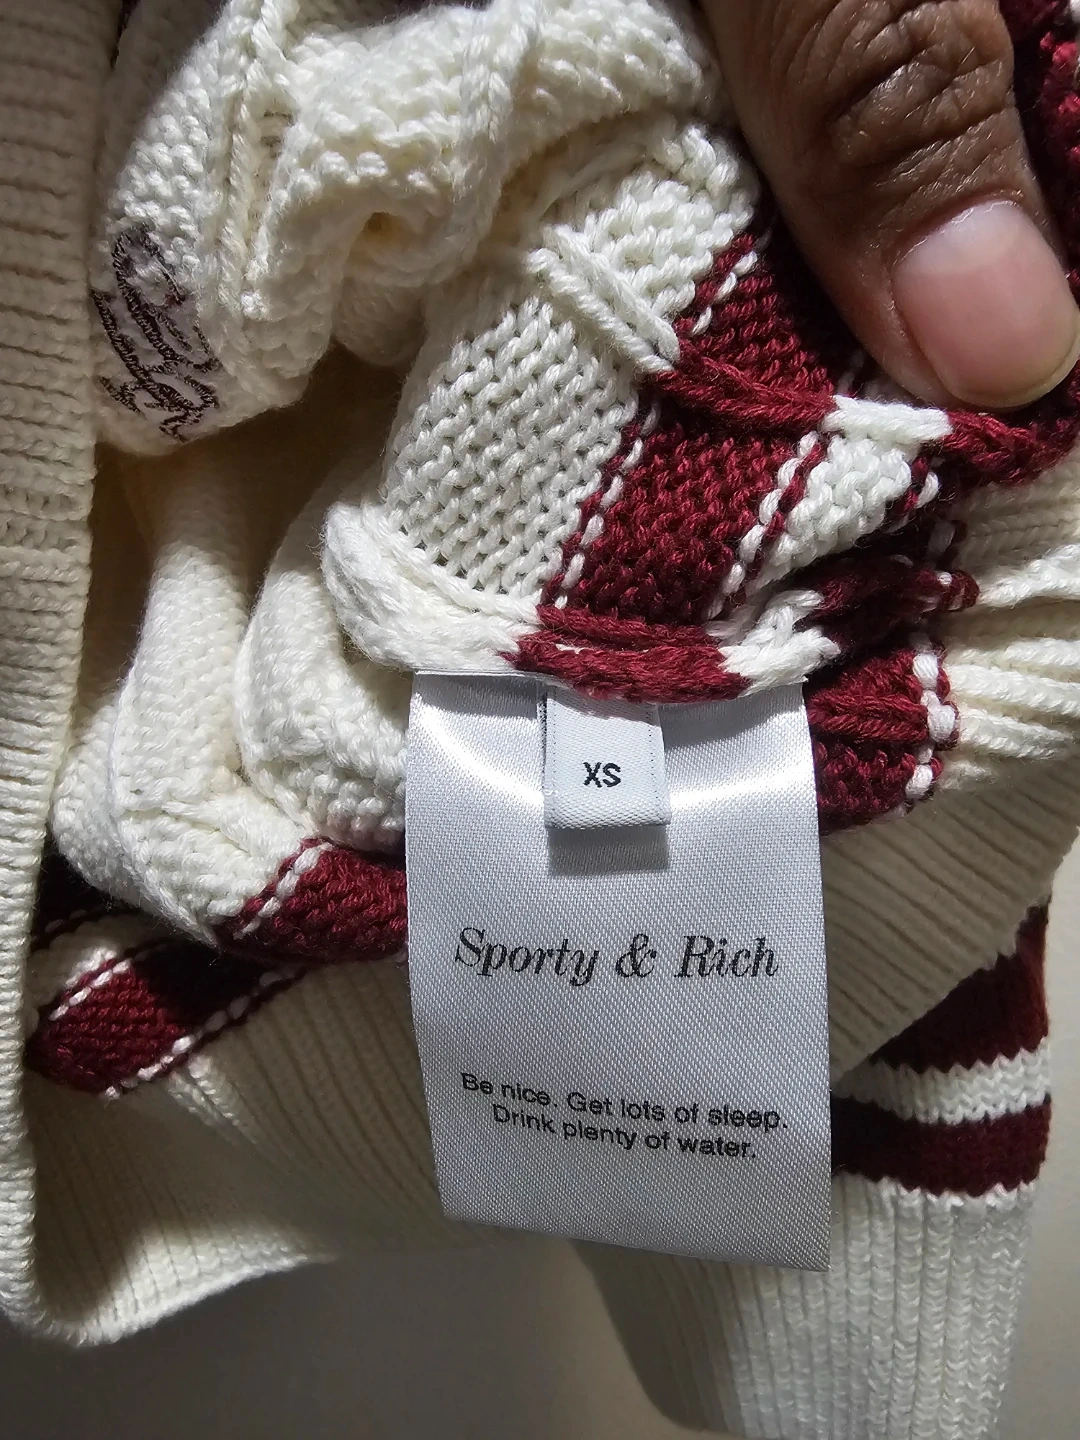 XS
Sporty & Rich
Be nice. Get lots of sleep.
Drink plenty of water.